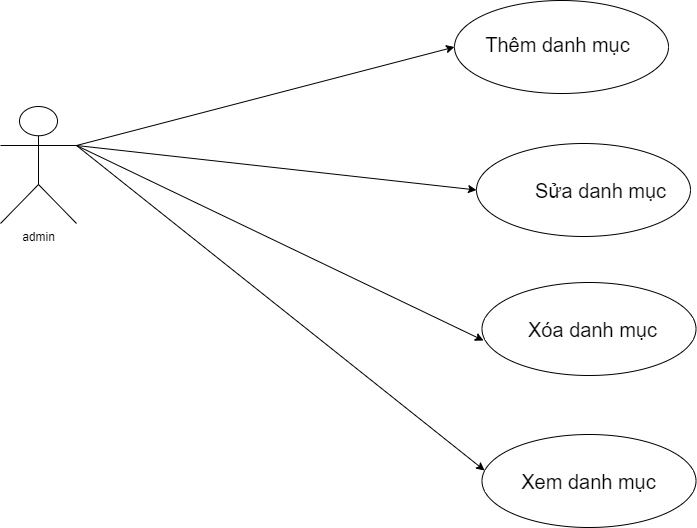 Thêm danh mục
Sửa danh mục
admin
Xóa danh mục
Xem danh mục